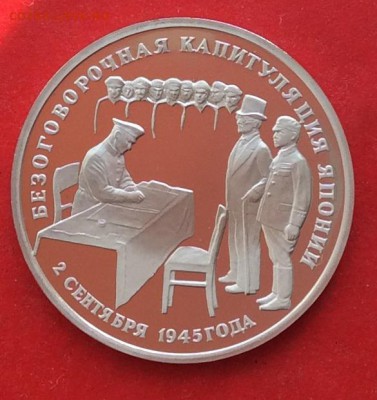 БЕЗОГОВОРОЧНАЯ КАПИТУЛЯЦИЯ ЯПОНИИ
2 СЕНТЯБРЯ 1945 ГОДА